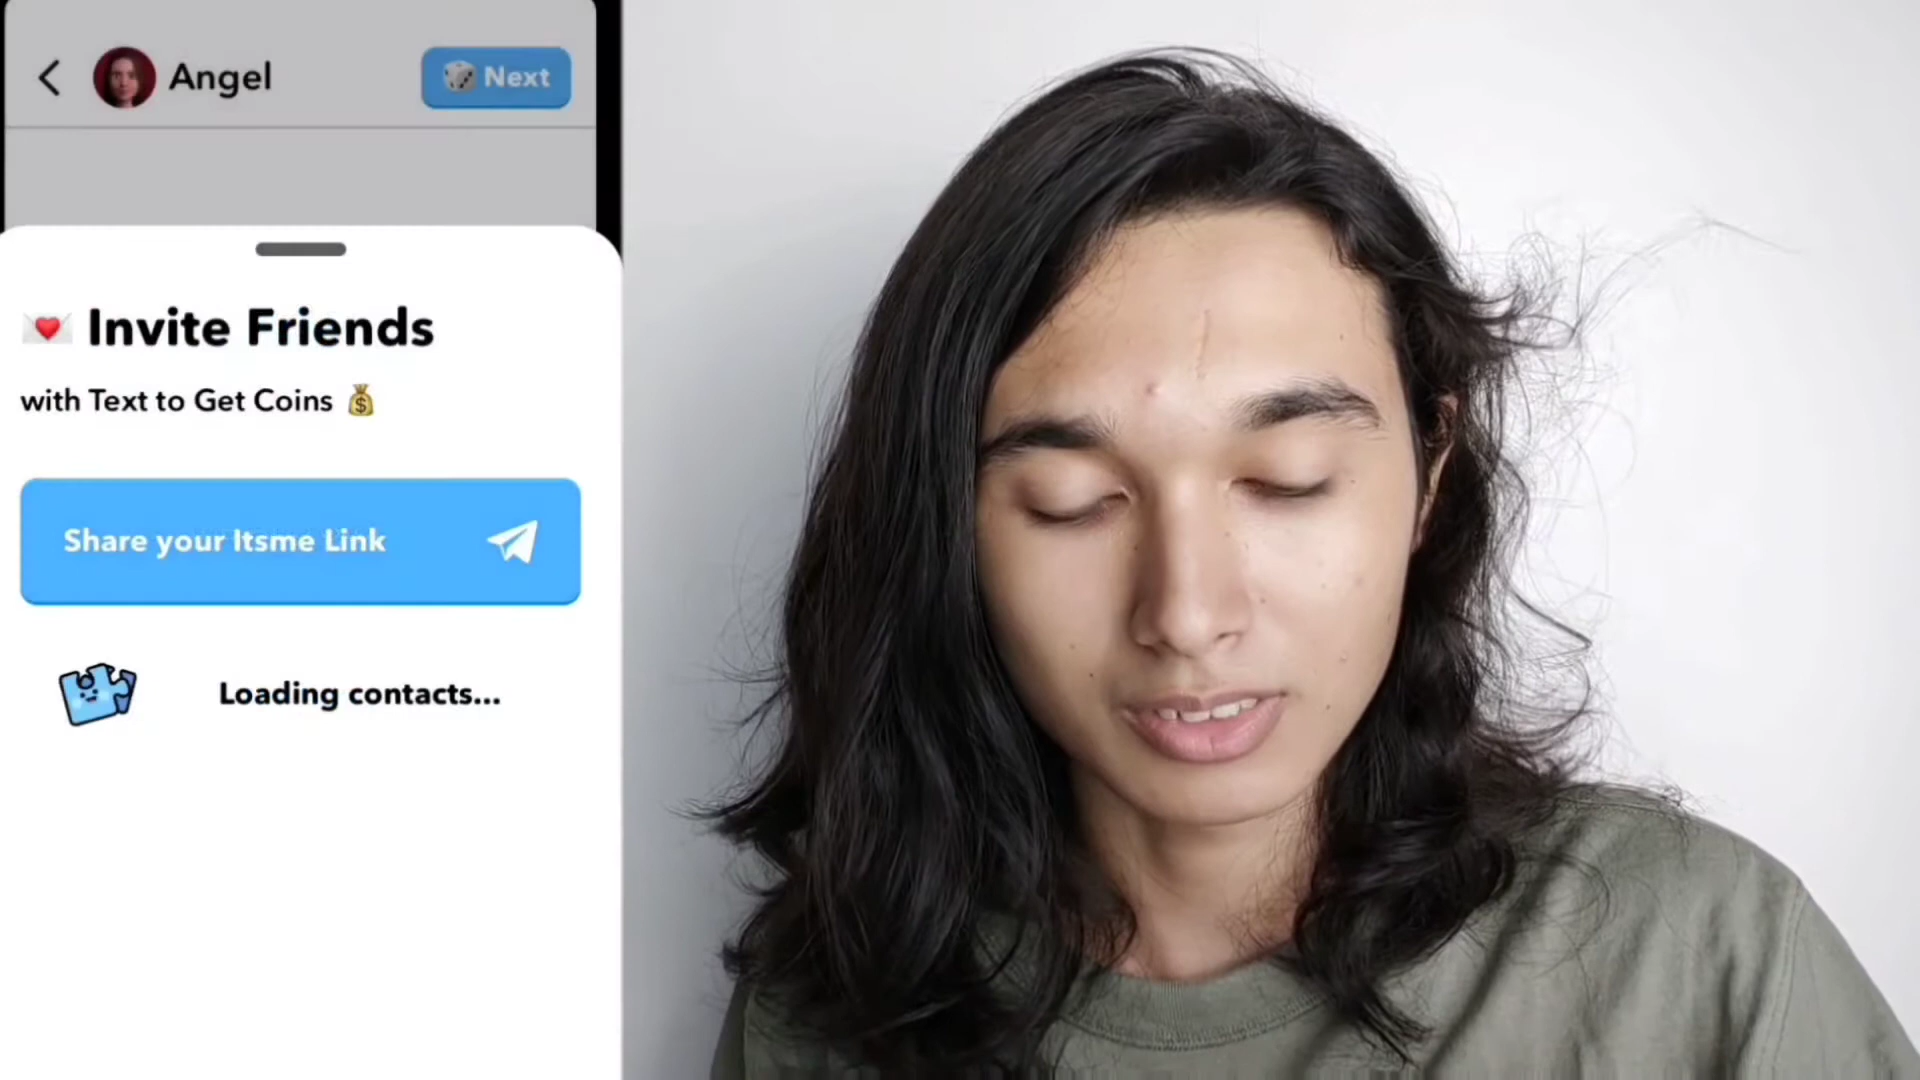 Angel
Next
Invite Friends
with Text to Get Coins
Share your Itsme Link
Loading contacts...